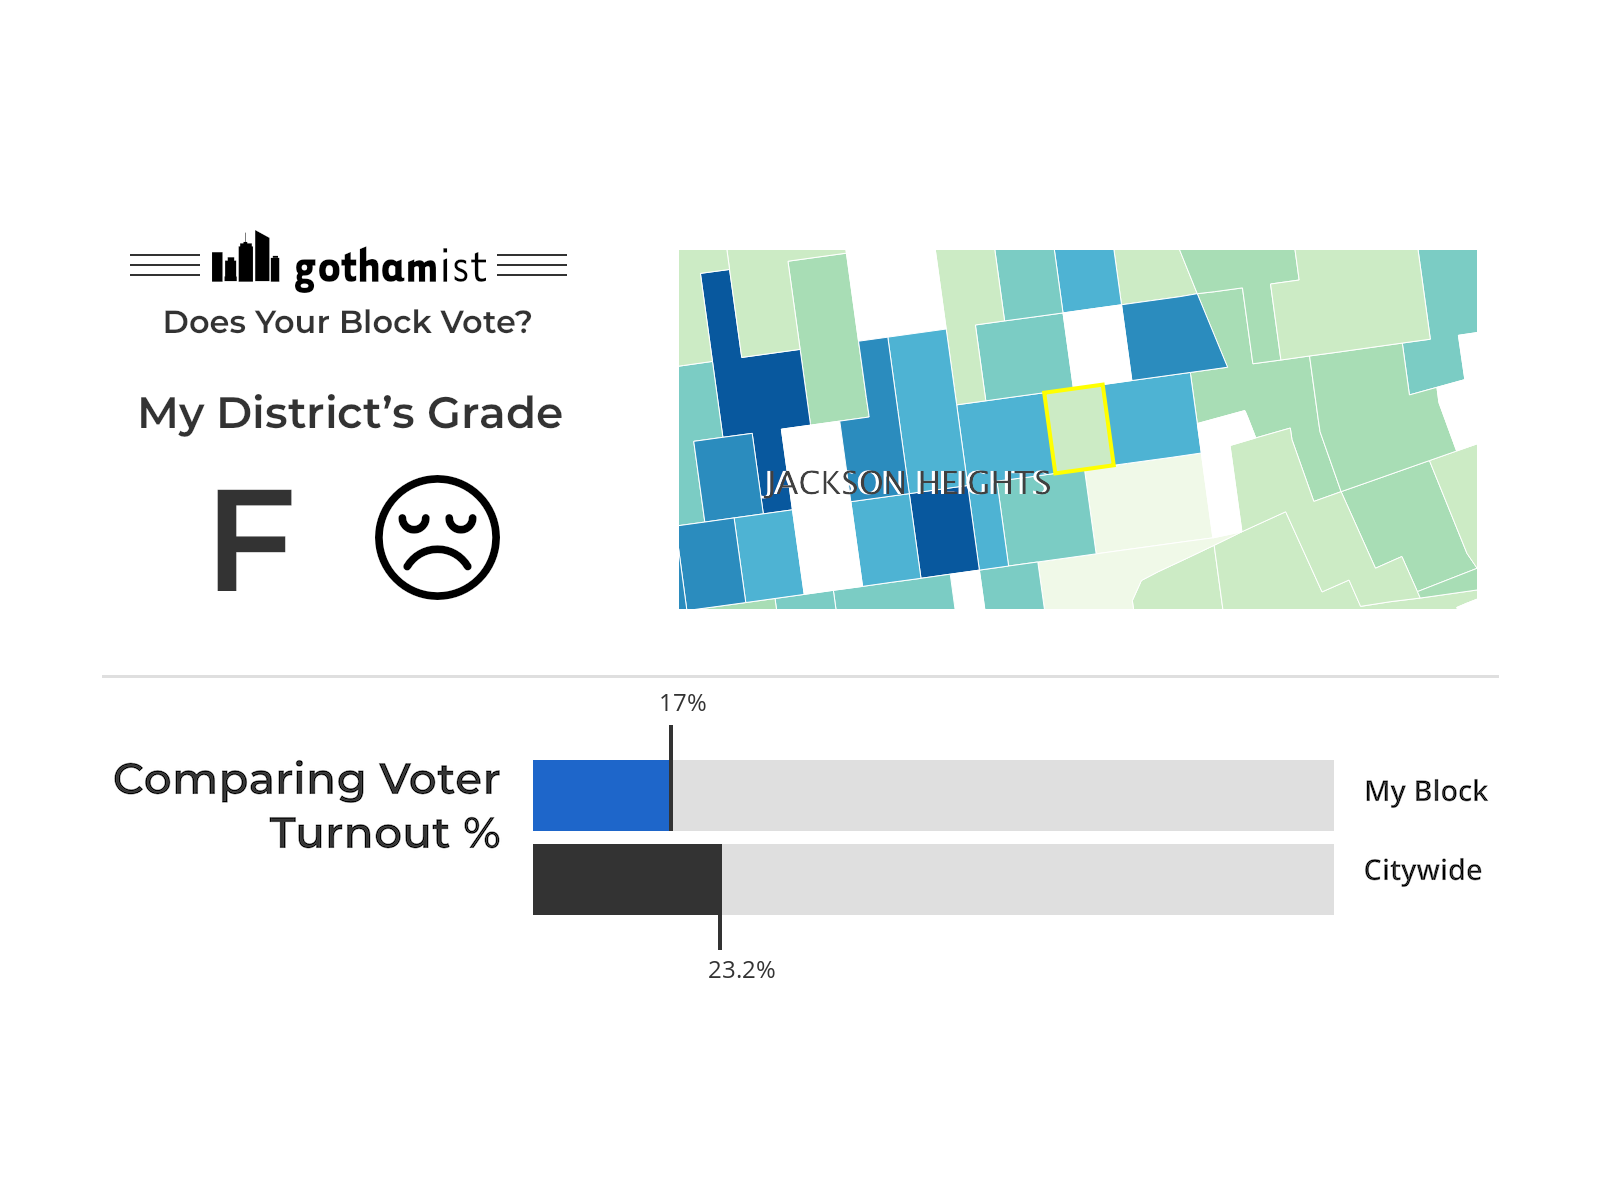 gothamist
Does Your Block Vote?
My District’s Grade
F
JACKSON HEIGHTS
17%
Comparing Voter
Turnout %
My Block
Citywide
23.2%